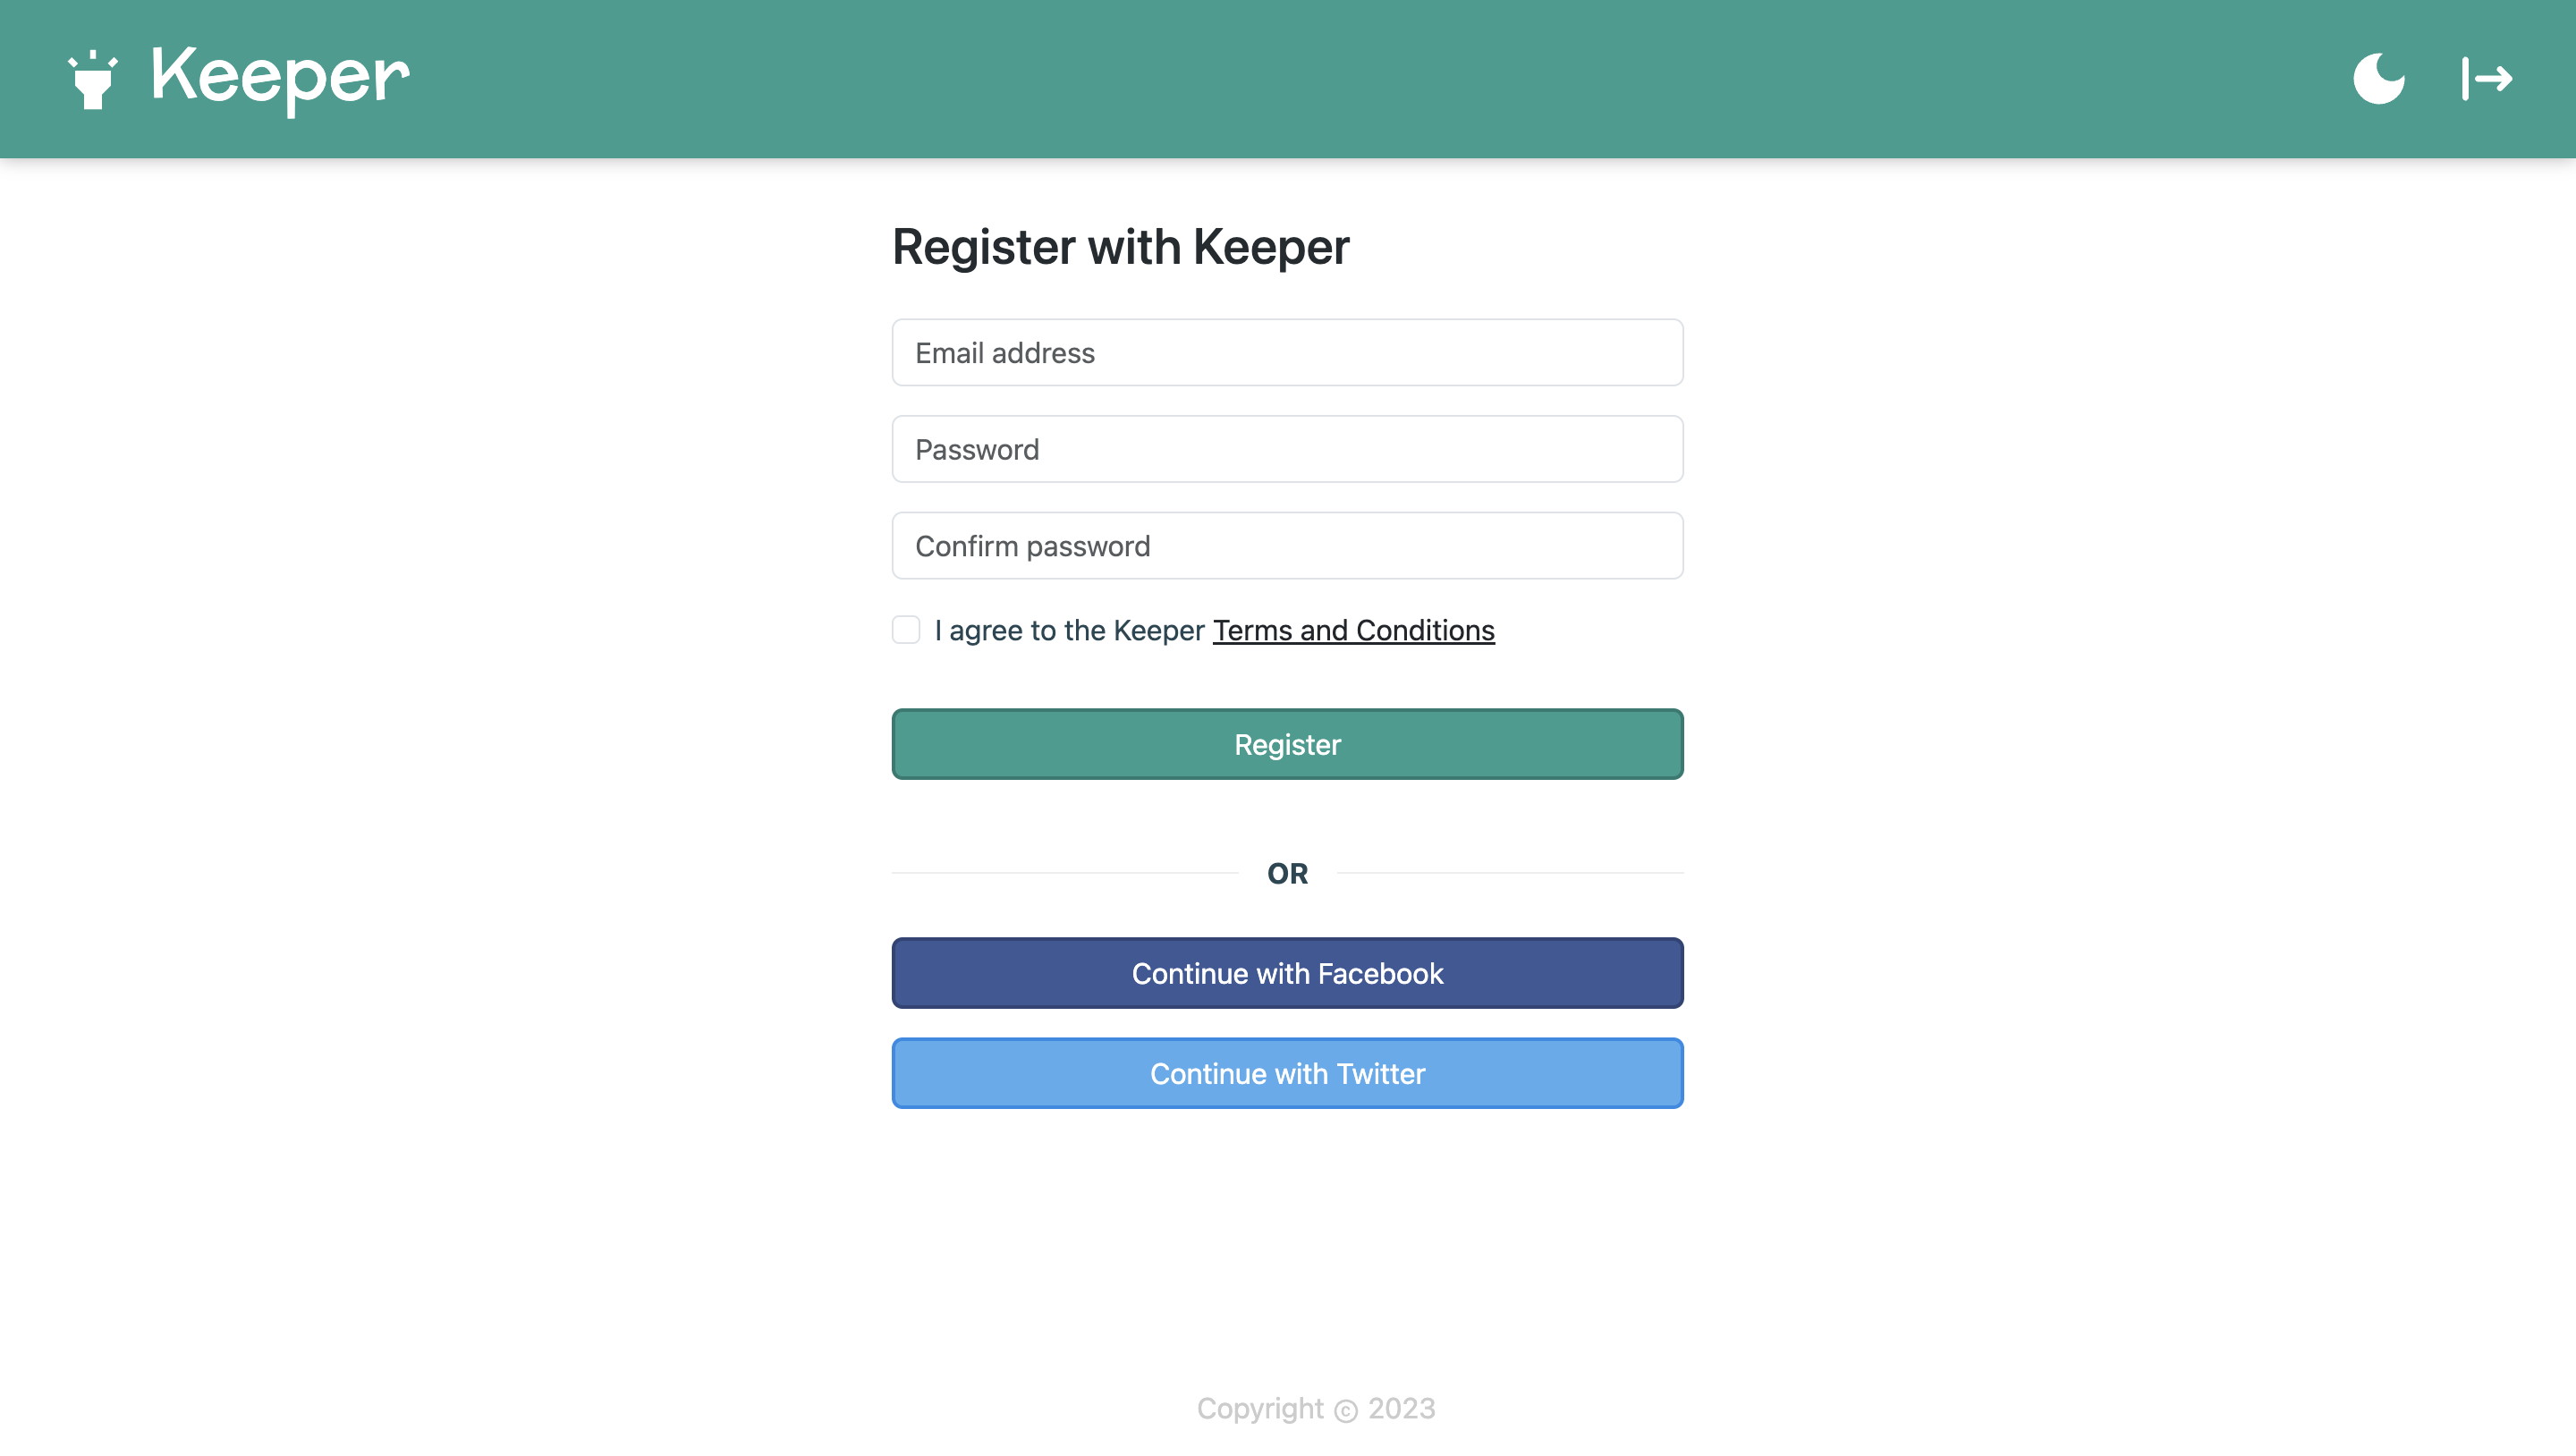 Keeper
Register with Keeper
Email address
Password
Confirm password
I agree to the Keeper Terms and Conditions
Register
OR
Continue with Facebook
Continue with Twitter
Copyright © 2023